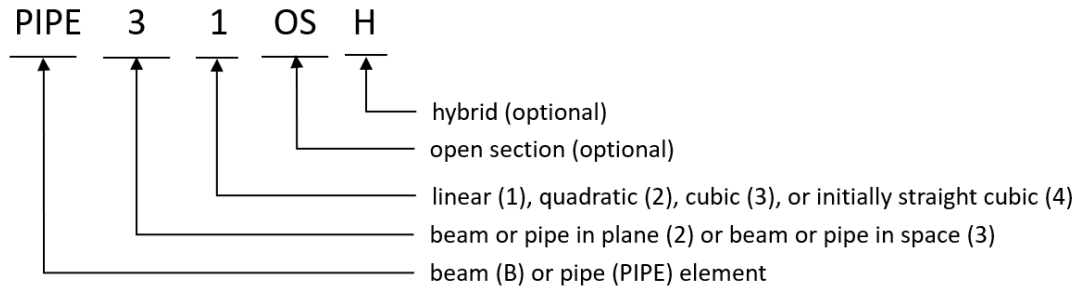 PIPE 3 1 OS H
hybrid (optional)
open section (optional)
linear (1), quadratic (2), cubic (3), or initially straight cubic (4)
beam or pipe in plane (2) or beam or pipe in space (3)
beam (B) or pipe (PIPE) element